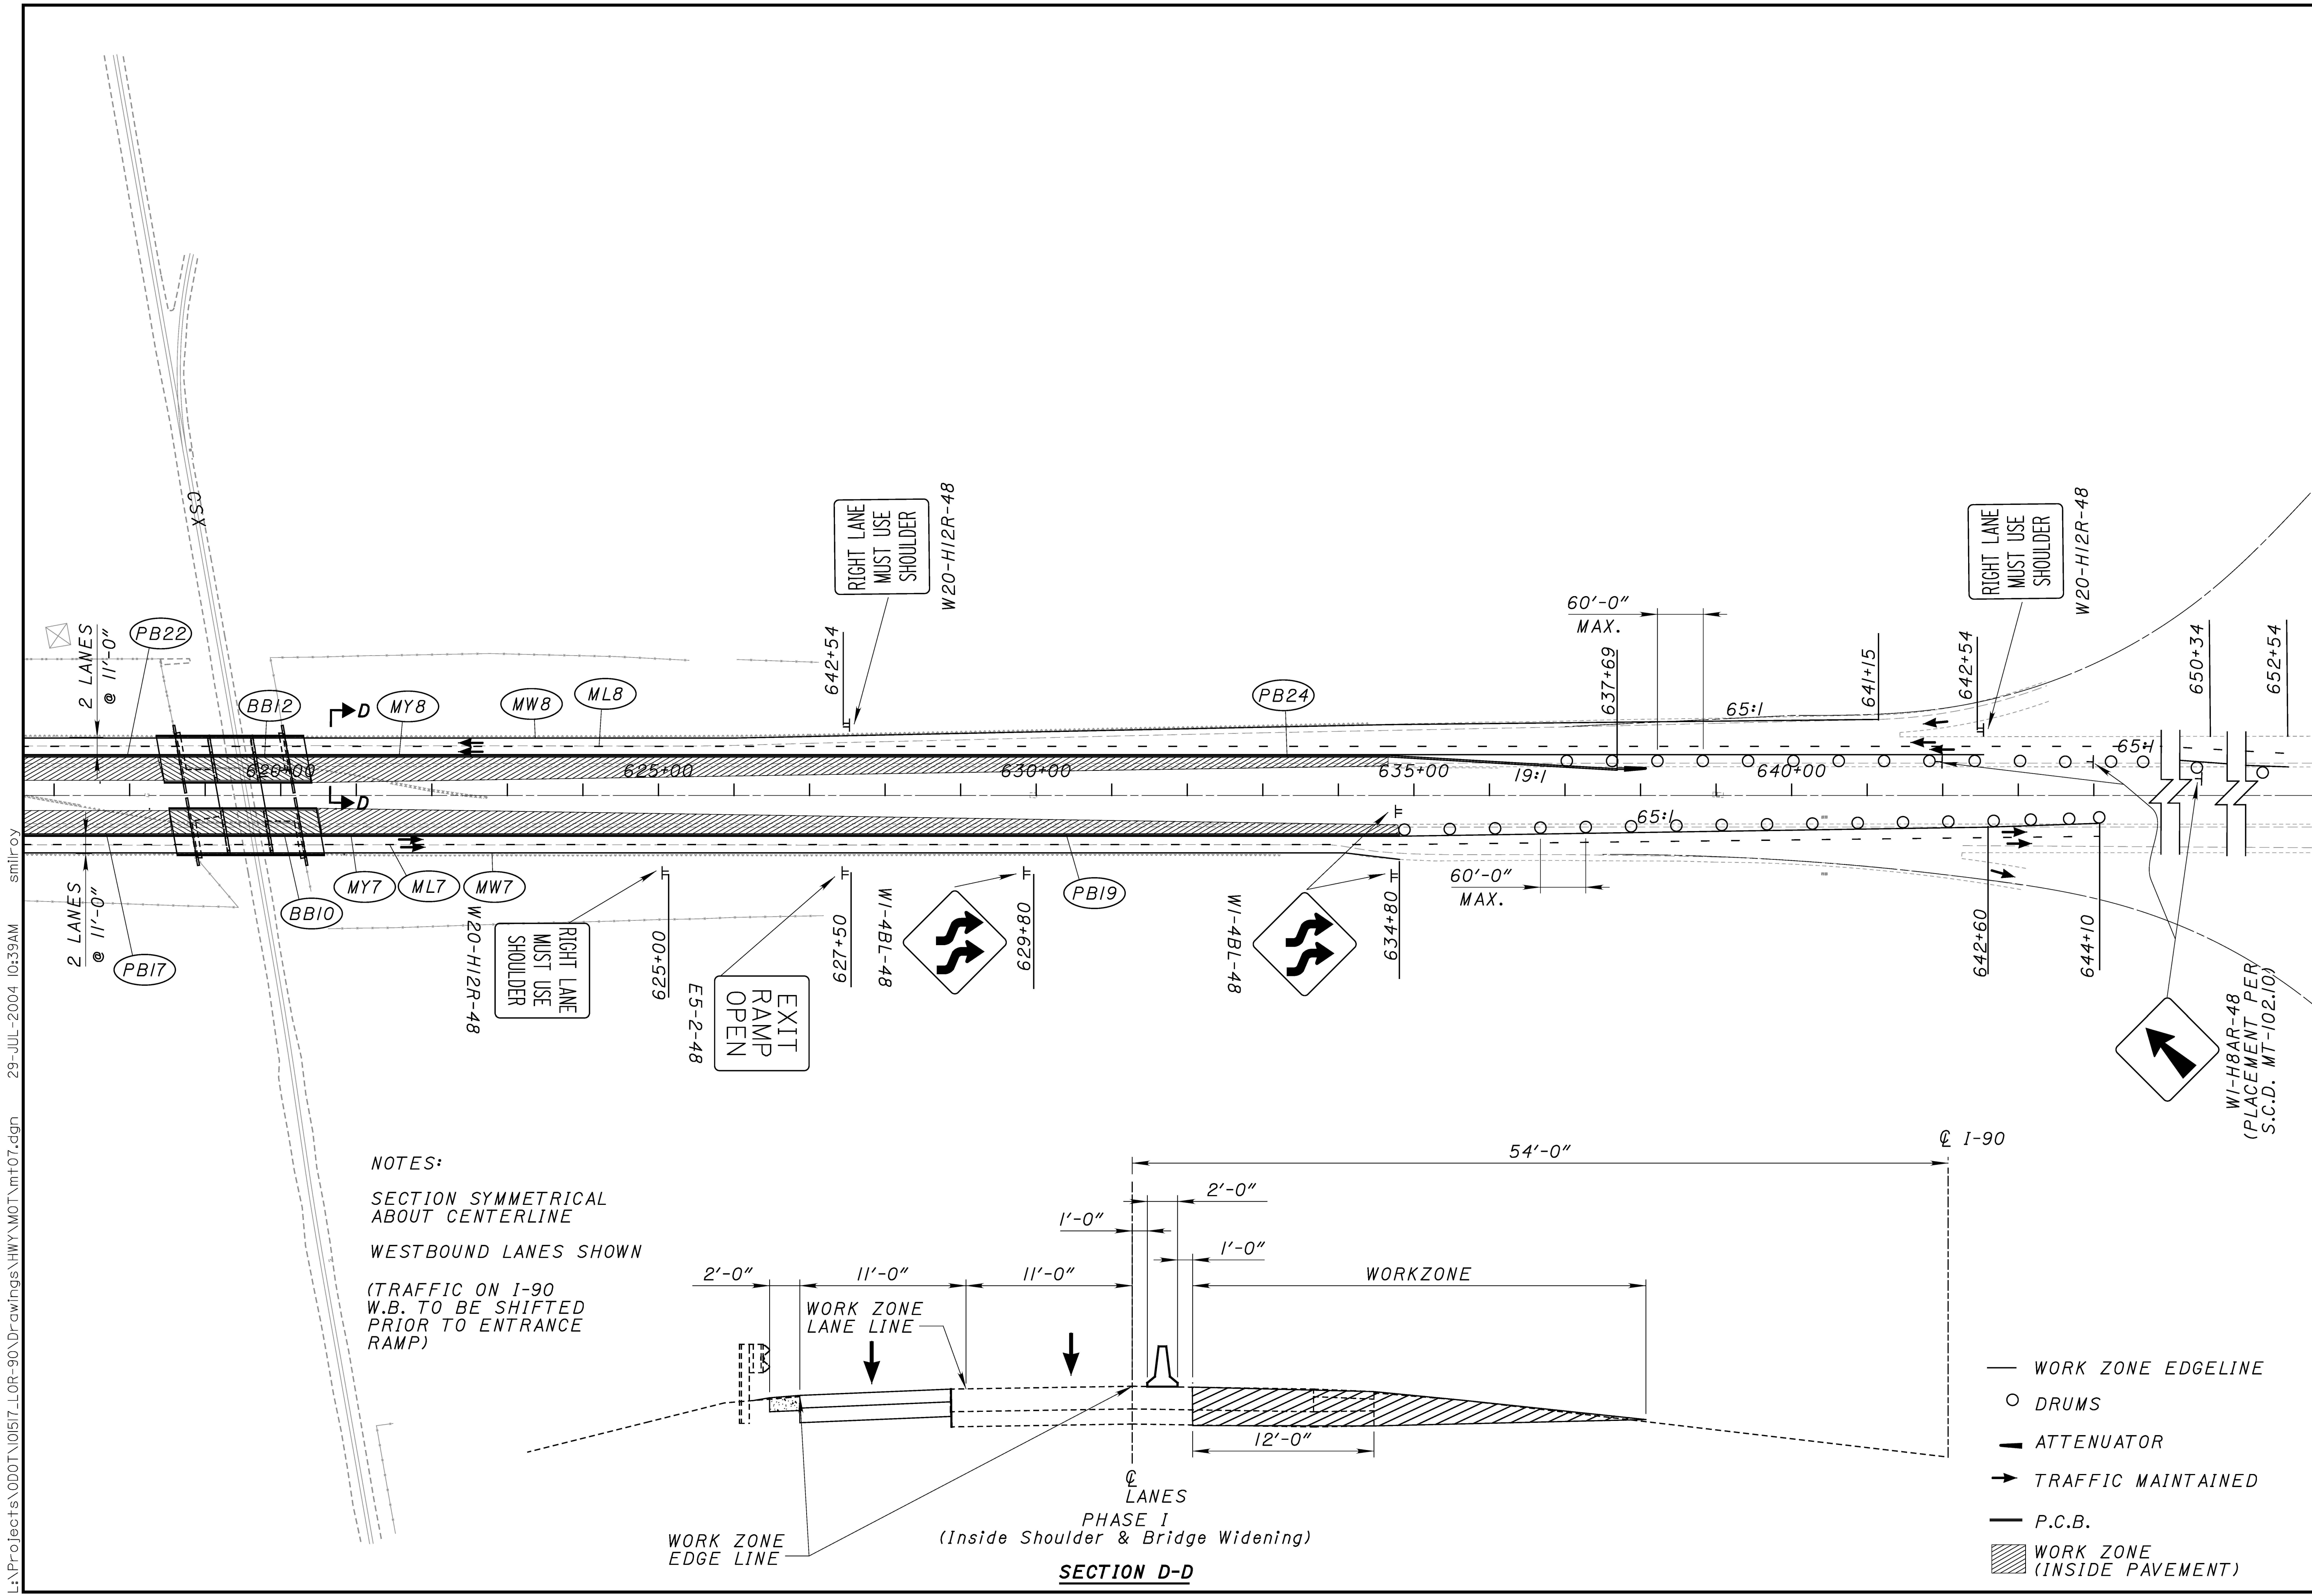 CSX
RIGHT LANE
MUST USE
SHOULDER
W20-H12R-48
RIGHT LANE
MUST USE
SHOULDER
W20-H12R-48
60'-0"
MAX.
2 LANES
@ 11'-0"
PB22
BB12
D
MY8
MW8
ML8
642+54
PB24
637+69
65:1
641+15
642+54
650+34
652+54
65:1
620+00
625+00
630+00
635+00
19:1
640+00
D
65:1
2 LANES
@ 11'-0"
PB17
BB10
MY7
ML7
MW7
W20-H12R-48
RIGHT LANE
MUST USE
SHOULDER
625+00
E5-2-48
EXIT
RAMP
OPEN
627+50
W1-4BL-48
629+80
PB19
W1-4BL-48
634+80
60'-0"
MAX.
642+60
644+10
W1-H8AR-48
(PLACEMENT PER
S.C.D. MT-102.10)
NOTES:
SECTION SYMMETRICAL
ABOUT CENTERLINE
WESTBOUND LANES SHOWN
(TRAFFIC ON I-90
W.B. TO BE SHIFTED
PRIOR TO ENTRANCE
RAMP)
℄ I-90
54'-0"
2'-0"
1'-0"
1'-0"
2'-0"
11'-0"
11'-0"
WORKZONE
WORK ZONE
LANE LINE
12'-0"
℄
LANES
WORK ZONE
EDGE LINE
PHASE I
(Inside Shoulder & Bridge Widening)
SECTION D-D
WORK ZONE EDGELINE
DRUMS
ATTENUATOR
TRAFFIC MAINTAINED
P.C.B.
WORK ZONE
(INSIDE PAVEMENT)
L:\Projects\ODOT\101517_LOR-90\Drawings\HWY\MOT\mt07.dgn 29-JUL-2004 10:39AM smilroy